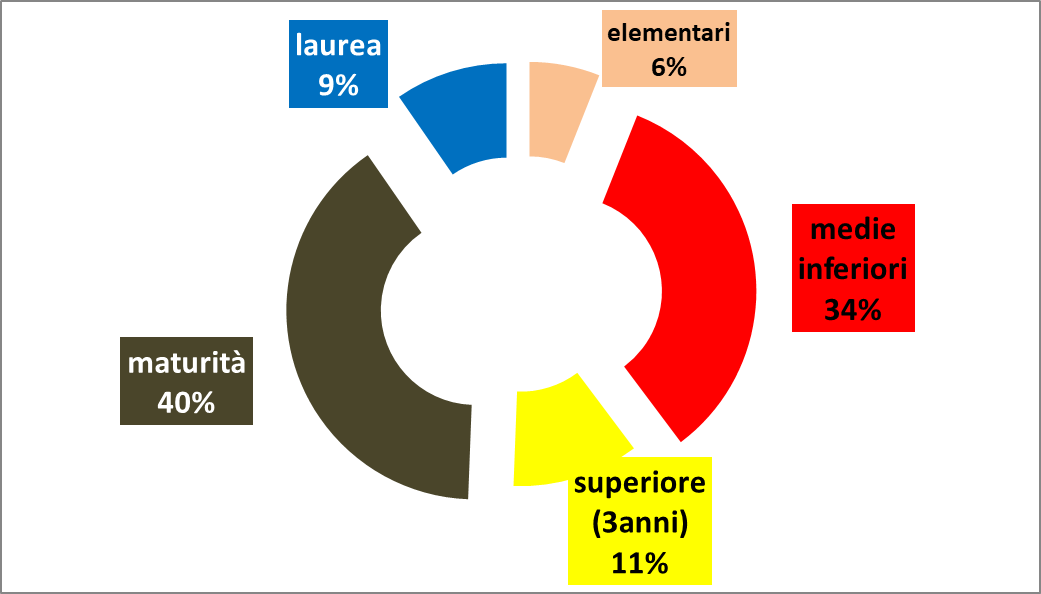 laurea
9%
elementari
6%
medie
inferiori
34%
maturità
40%
superiore
(3anni)
11%